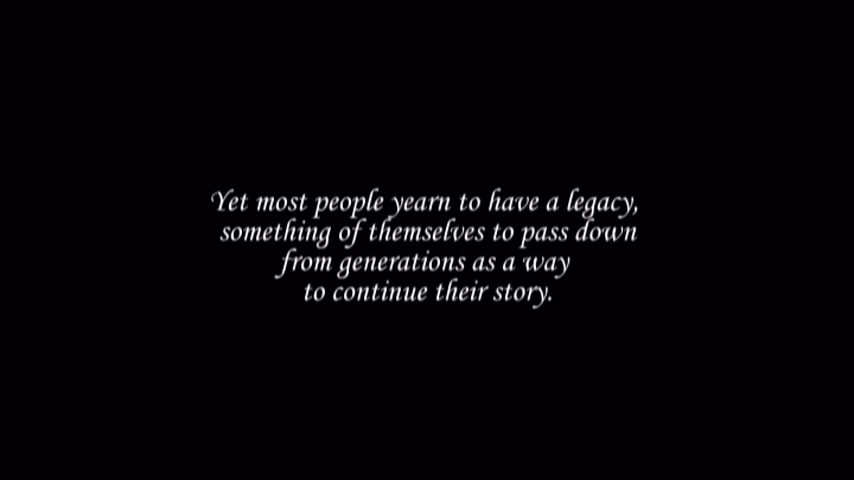 Yet most people yearn to have a legacy,
something of themselves to pass down
from generations as a way
to continue their story.